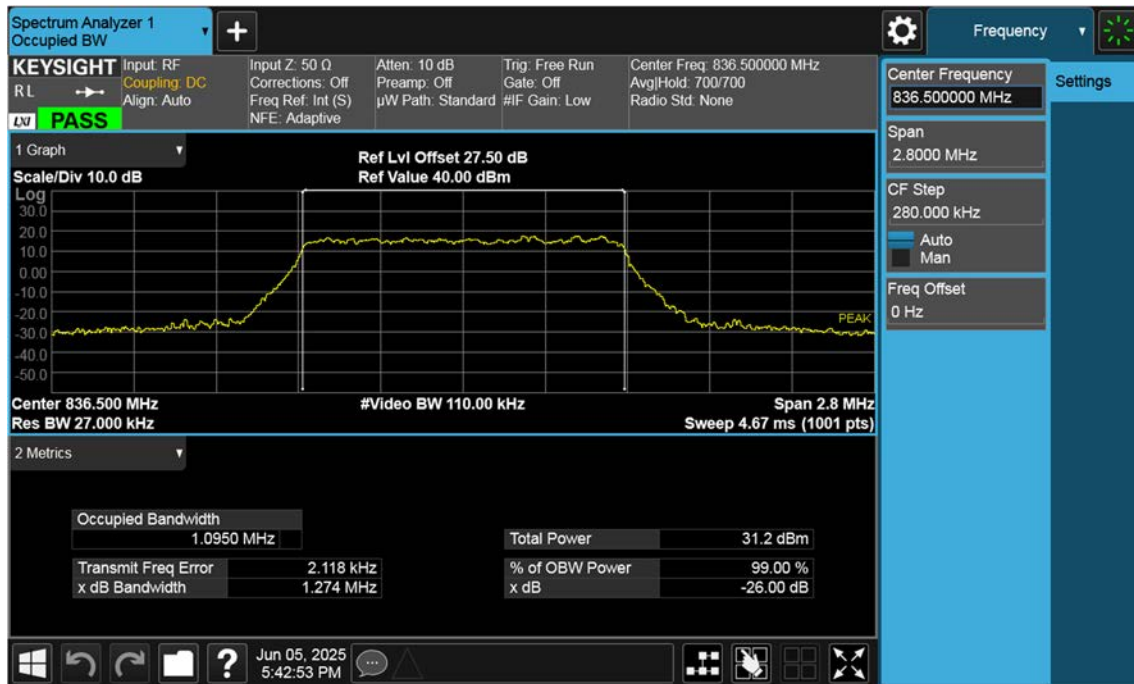 Spectrum Analyzer 1
Occupied BW
Frequency
KEYSIGHT
RL
LXI
PASS
Input: RF
Coupling: DC
Align: Auto
Input Z: 50 Ω
Corrections: Off
Freq Ref: Int (S)
NFE: Adaptive
Atten: 10 dB
Preamp: Off
µW Path: Standard
Trig: Free Run
Gate: Off
#IF Gain: Low
Center Freq: 836.500000 MHz
Avg|Hold: 700/700
Radio Std: None
Center Frequency
836.500000 MHz
Settings
Span
2.8000 MHz
CF Step
280.000 kHz
Auto
Man
Freq Offset
0 Hz
1 Graph
Scale/Div 10.0 dB
Ref Lvl Offset 27.50 dB
Ref Value 40.00 dBm
Log
30.0
20.0
10.0
0.00
-10.0
-20.0
-30.0
-40.0
-50.0
PEAK
Center 836.500 MHz
#Video BW 110.00 kHz
Span 2.8 MHz
Res BW 27.000 kHz
Sweep 4.67 ms (1001 pts)
2 Metrics
Occupied Bandwidth
1.0950 MHz
Total Power 31.2 dBm
Transmit Freq Error 2.118 kHz
% of OBW Power 99.00 %
x dB Bandwidth 1.274 MHz
x dB -26.00 dB
?
Jun 05, 2025
5:42:53 PM